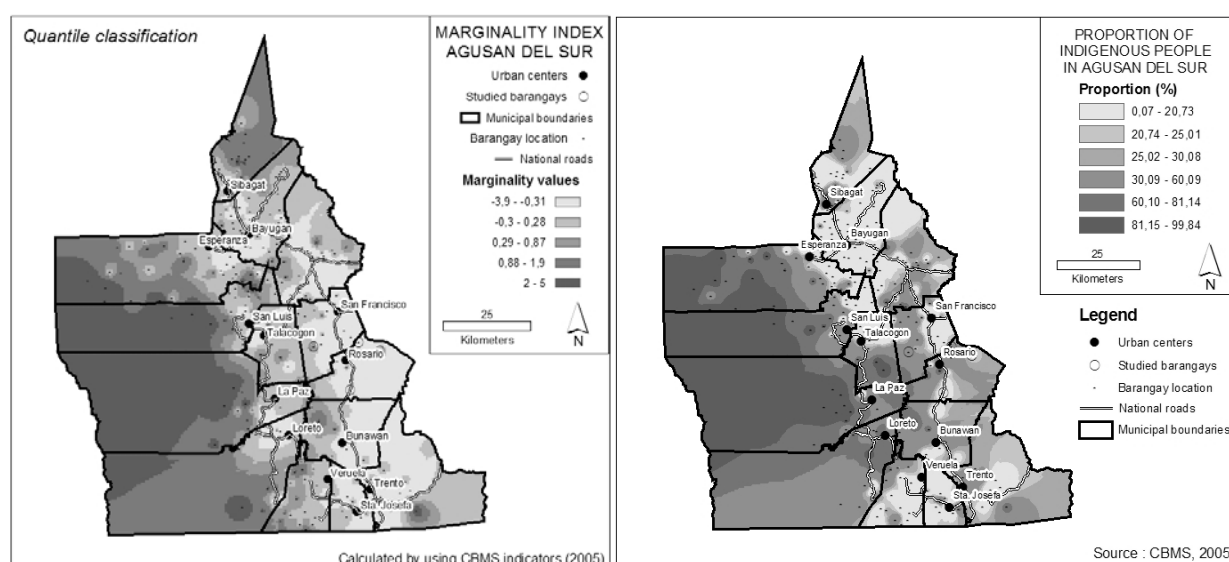 Quantile classification
MARGINALITY INDEX
AGUSAN DEL SUR
Urban centers
Studied barangays
Municipal boundaries
Barangay location
National roads
Marginality values
-3,9 - -0,31
-0,3 - 0,28
0,29 - 0,87
0,88 - 1,9
2 - 5
25
Kilometers
N
Sibagat
Bayugan
Esperanza
San Francisco
San Luis
Talacogon
Rosario
La Paz
Loreto
Bunawan
Veruela
Trento
Sta. Josefa
Calculated by using CBMS indicators (2005)
PROPORTION OF
INDIGENOUS PEOPLE
IN AGUSAN DEL SUR
Proportion (%)
0,07 - 20,73
20,74 - 25,01
25,02 - 30,08
30,09 - 60,09
60,10 - 81,14
81,15 - 99,84
25
Kilometers
N
Legend
Urban centers
Studied barangays
Barangay location
National roads
Municipal boundaries
Sibagat
Bayugan
Esperanza
San Francisco
San Luis
Talacogon
Rosario
La Paz
Loreto
Bunawan
Veruela
Trento
Sta. Josefa
Source : CBMS, 2005